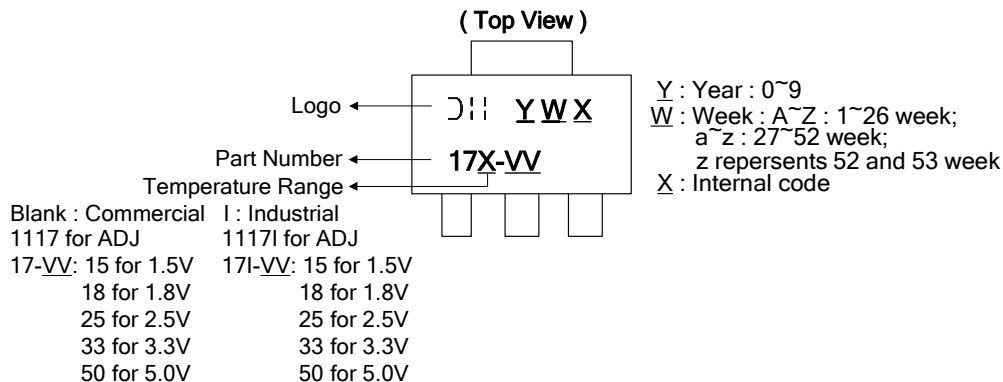 ( Top View )
Logo
Y W X
Part Number
17X-VV
Temperature Range
Y : Year : 0~9
W : Week : A~Z : 1~26 week;
a~z : 27~52 week;
z repersents 52 and 53 week
X : Internal code
Blank : Commercial I : Industrial
1117 for ADJ 1117I for ADJ
17-VV: 15 for 1.5V 17I-VV: 15 for 1.5V
18 for 1.8V 18 for 1.8V
25 for 2.5V 25 for 2.5V
33 for 3.3V 33 for 3.3V
50 for 5.0V 50 for 5.0V